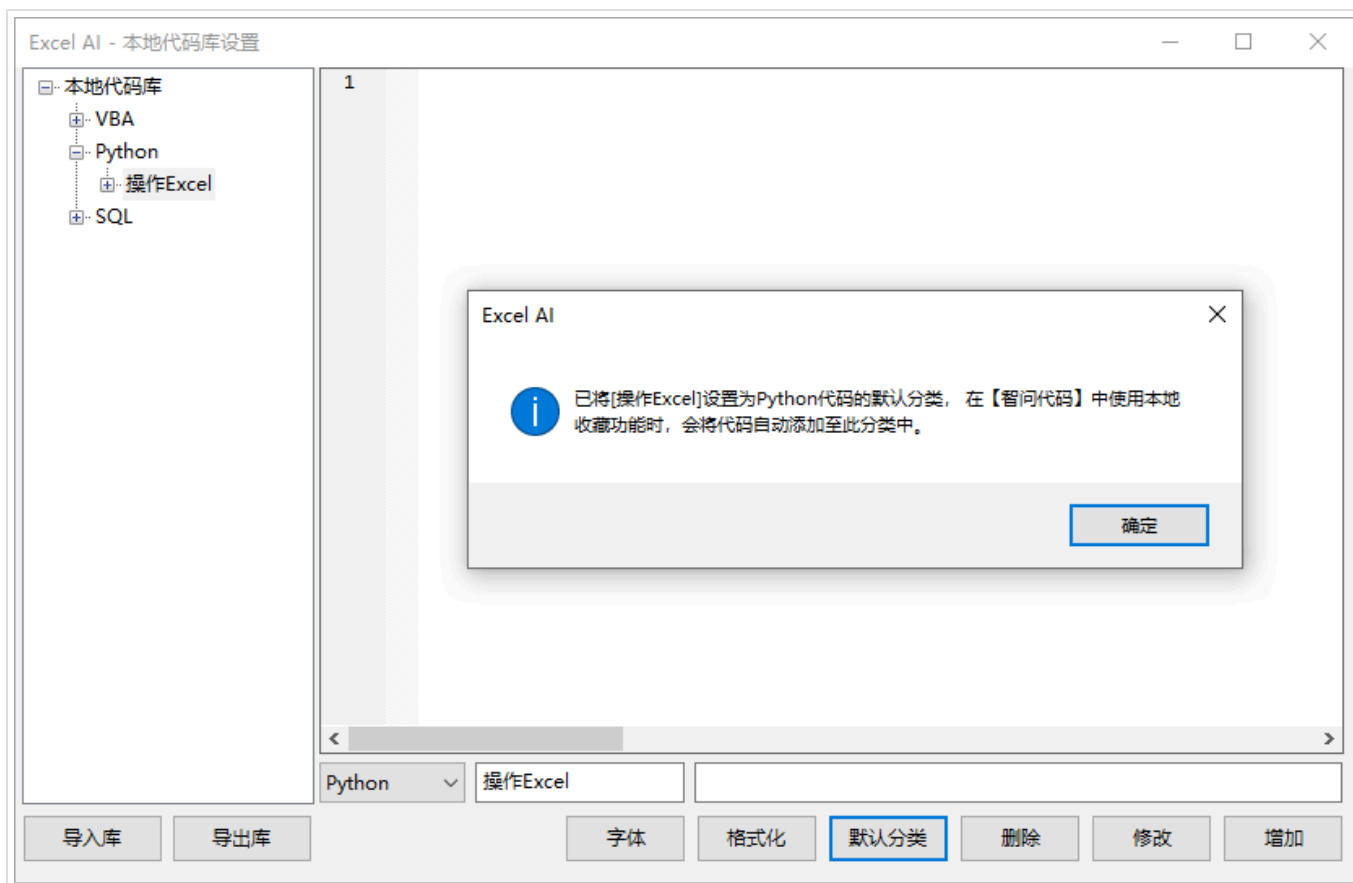 Excel AI - 本地代码库设置
本地代码库
VBA
Python
操作Excel
SQL
1
Excel AI
已将[操作Excel]设置为Python代码的默认分类, 在【智问代码】中使用本地
收藏功能时，会将代码自动添加至此分类中。
确定
Python
操作Excel
导入库
导出库
字体
格式化
默认分类
删除
修改
增加